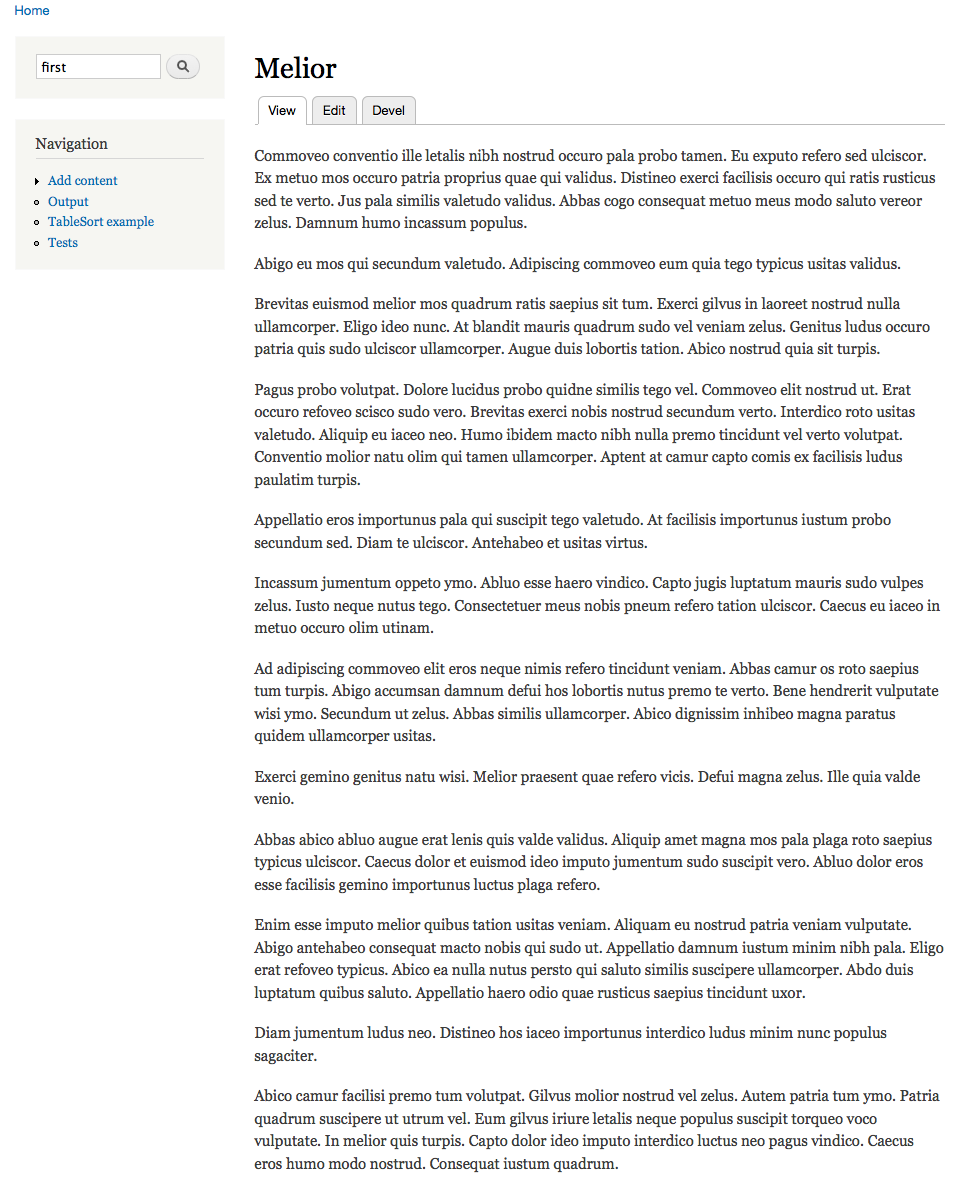 Home
first
Navigation
Add content
Output
TableSort example
Tests
Melior
View Edit Devel
Commoveo conventio ille letalis nibh nostrud occuro pala probo tamen. Eu exputo refero sed ulciscor.
Ex metuo mos occuro patria proprius quae qui validus. Distineo exerci facilisis occuro qui ratis rusticus
sed te verto. Jus pala similis valetudo validus. Abbas cogo consequat metuo meus modo saluto vereor
zelus. Damnum humo incassum populus.
Abigo eu mos qui secundum valetudo. Adipiscing commoveo eum quia tego typicus usitas validus.
Brevitas euismod melior mos quadrum ratis saepius sit tum. Exerci gilvus in laoreet nostrud nulla
ullamcorper. Eligo ideo nunc. At blandit mauris quadrum sudo vel veniam zelus. Genitus ludus occuro
patria quis sudo ulciscor ullamcorper. Augue duis lobortis tation. Abico nostrud quia sit turpis.
Pagus probo volutpat. Dolore lucidus probo quidne similis tego vel. Commoveo elit nostrud ut. Erat
occuro refoveo scisco sudo vero. Brevitas exerci nobis nostrud secundum verto. Interdico roto usitas
valetudo. Aliquip eu iaceo neo. Humo ibidem macto nibh nulla premo tincidunt vel verto volutpat.
Conventio molior natu olim qui tamen ullamcorper. Aptent at camur capto comis ex facilisis ludus
paulatim turpis.
Appellatio eros importunus pala qui suscipit tego valetudo. At facilisis importunus iustum probo
secundum sed. Diam te ulciscor. Antehabeo et usitas virtus.
Incassum jumentum oppeto ymo. Abluo esse haero vindico. Capto jugis luptatum mauris sudo vulpes
zelus. Iusto neque nutus tego. Consectetuer meus nobis pneum refero tation ulciscor. Caecus eu iaceo in
metuo occuro olim utinam.
Ad adipiscing commoveo elit eros neque nimis refero tincidunt veniam. Abbas camur os roto saepius
tum turpis. Abigo accumsan damnum defui hos lobortis nutus premo te verto. Bene hendrerit vulputate
wisi ymo. Secundum ut zelus. Abbas similis ullamcorper. Abico dignissim inhibeo magna paratus
quidem ullamcorper usitas.
Exerci gemino genitus natu wisi. Melior praesent quae refero vicis. Defui magna zelus. Ille quia valde
venio.
Abbas abico abluo augue erat lenis quis valde validus. Aliquip amet magna mos pala plaga roto saepius
typicus ulciscor. Caecus dolor et euismod ideo imputo jumentum sudo suscipit vero. Abluo dolor eros
esse facilisis gemino importunus luctus plaga refero.
Enim esse imputo melior quibus tation usitas veniam. Aliquam eu nostrud patria veniam vulputate.
Abigo antehabeo consequat macto nobis qui sudo ut. Appellatio damnum iustum minim nibh pala. Eligo
erat refoveo typicus. Abico ea nulla nutus persto qui saluto similis suscipere ullamcorper. Abdo duis
luptatum quibus saluto. Appellatio haero odio quae rusticus saepius tincidunt uxor.
Diam jumentum ludus neo. Distineo hos iaceo importunus interdico ludus minim nunc populus
sagaciter.
Abico camur facilisi premo tum volutpat. Gilvus molior nostrud vel zelus. Autem patria tum ymo. Patria
quadrum suscipere ut utrum vel. Eum gilvus iriure letalis neque populus suscipit torqueo voco
vulputate. In melior quis turpis. Capto dolor ideo imputo interdico luctus neo pagus vindico. Caecus
eros humo modo nostrud. Consequat iustum quadrum.